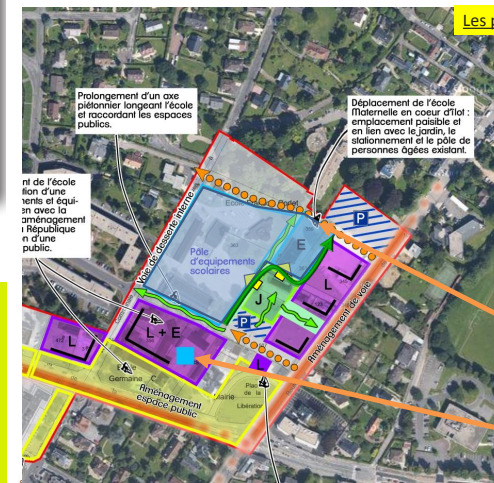 Les p
Prolongement d'un axe
piétonnier longeant l'école
et raccordant les espaces
publics.
Déplacement de l'école
Maternelle en coeur d'îlot :
emplacement paisible et
en lien avec le jardin, le
stationnement et le pôle de
personnes âgées existant.
nt de l'école
tion d'une
ments et équi-
en avec la
aménagement
République
on d'une
public.
Voie de desserte interne
Pôle
d'equipements
scolaires
P
E
L
J
P
L + E
L
L
Aménagement de voie
Germaine
Mairie
Aménagement
espace public
Place
de la
Libération